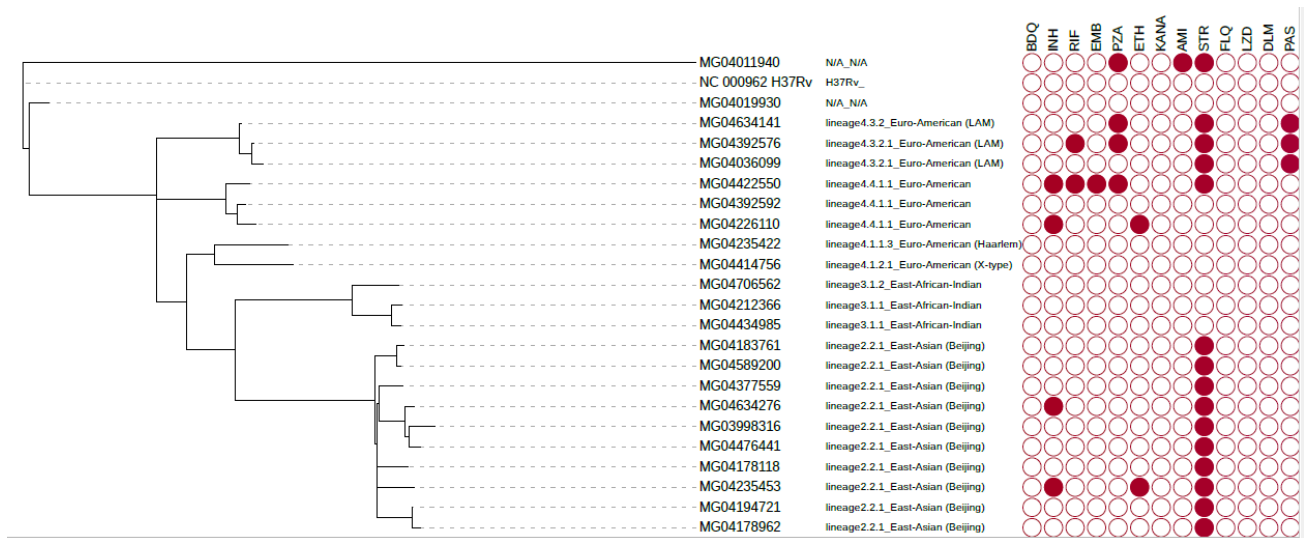 BDQ INH RIF EMB PZA ETH KANA AMI STR FLQ LZD DLM PAS
MG04011940 N/A_N/A
NC 000962 H37Rv H37Rv_
MG04019930 N/A_N/A
MG04634141 lineage4.3.2_Euro-American (LAM)
MG04392576 lineage4.3.2.1_Euro-American (LAM)
MG04036099 lineage4.3.2.1_Euro-American (LAM)
MG04422550 lineage4.4.1.1_Euro-American
MG04392592 lineage4.4.1.1_Euro-American
MG04226110 lineage4.4.1.1_Euro-American
MG04235422 lineage4.1.1.3_Euro-American (Haarlem)
MG04414756 lineage4.1.2.1_Euro-American (X-type)
MG04706562 lineage3.1.2_East-African-Indian
MG04212366 lineage3.1.1_East-African-Indian
MG04434985 lineage3.1.1_East-African-Indian
MG04183761 lineage2.2.1_East-Asian (Beijing)
MG04589200 lineage2.2.1_East-Asian (Beijing)
MG04377559 lineage2.2.1_East-Asian (Beijing)
MG04634276 lineage2.2.1_East-Asian (Beijing)
MG03998316 lineage2.2.1_East-Asian (Beijing)
MG04476441 lineage2.2.1_East-Asian (Beijing)
MG04178118 lineage2.2.1_East-Asian (Beijing)
MG04235453 lineage2.2.1_East-Asian (Beijing)
MG04194721 lineage2.2.1_East-Asian (Beijing)
MG04178962 lineage2.2.1_East-Asian (Beijing)